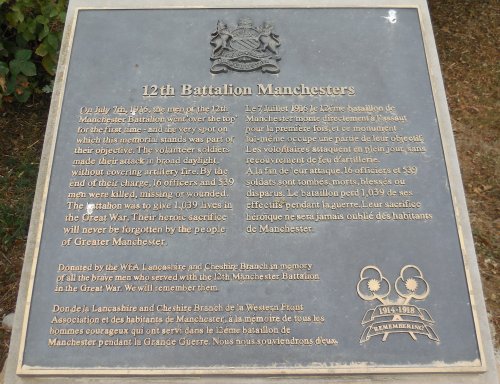 12th Battalion Manchesters
On July 7th, 1916, the men of the 12th
Manchester Battalion went over the top
for the first time - and the very spot on
which this memorial stands was part of
their objective. The volunteer soldiers
made their attack in broad daylight,
without covering artillery fire. By the
end of their charge, 16 officers and 539
men were killed, missing or wounded.
The battalion was to give 1,039 lives in
the Great War. Their heroic sacrifice
will never be forgotten by the people
of Greater Manchester.
Le 7 Juillet 1916 le 12ème bataillon de
Manchester monte directement à l'assaut
pour la première fois, et ce monument
lui-même occupe une partie de leur objectif.
Les volontaires attaquent en plein jour, sans
recouvrement de feu d'artillerie.
A la fin de leur attaque, 16 officiers et 539
soldats sont tombés, morts, blessés ou
disparus. Le bataillon perd 1,039 de ses
effectifs pendant la guerre. Leur sacrifice
héroïque ne sera jamais oublié des habitants
de Manchester.
Donated by the WFA Lancashire and Cheshire Branch in memory
of all the brave men who served with the 12th Manchester Battalion
in the Great War. We will remember them.
Don de la Lancashire and Cheshire Branch de la Western Front
Association et des habitants de Manchester, à la mémoire de tous les
hommes courageux qui ont servi dans le 12ème bataillon de
Manchester pendant la Grande Guerre. Nous nous souviendrons d'eux.
1914-1918
REMEMBERING